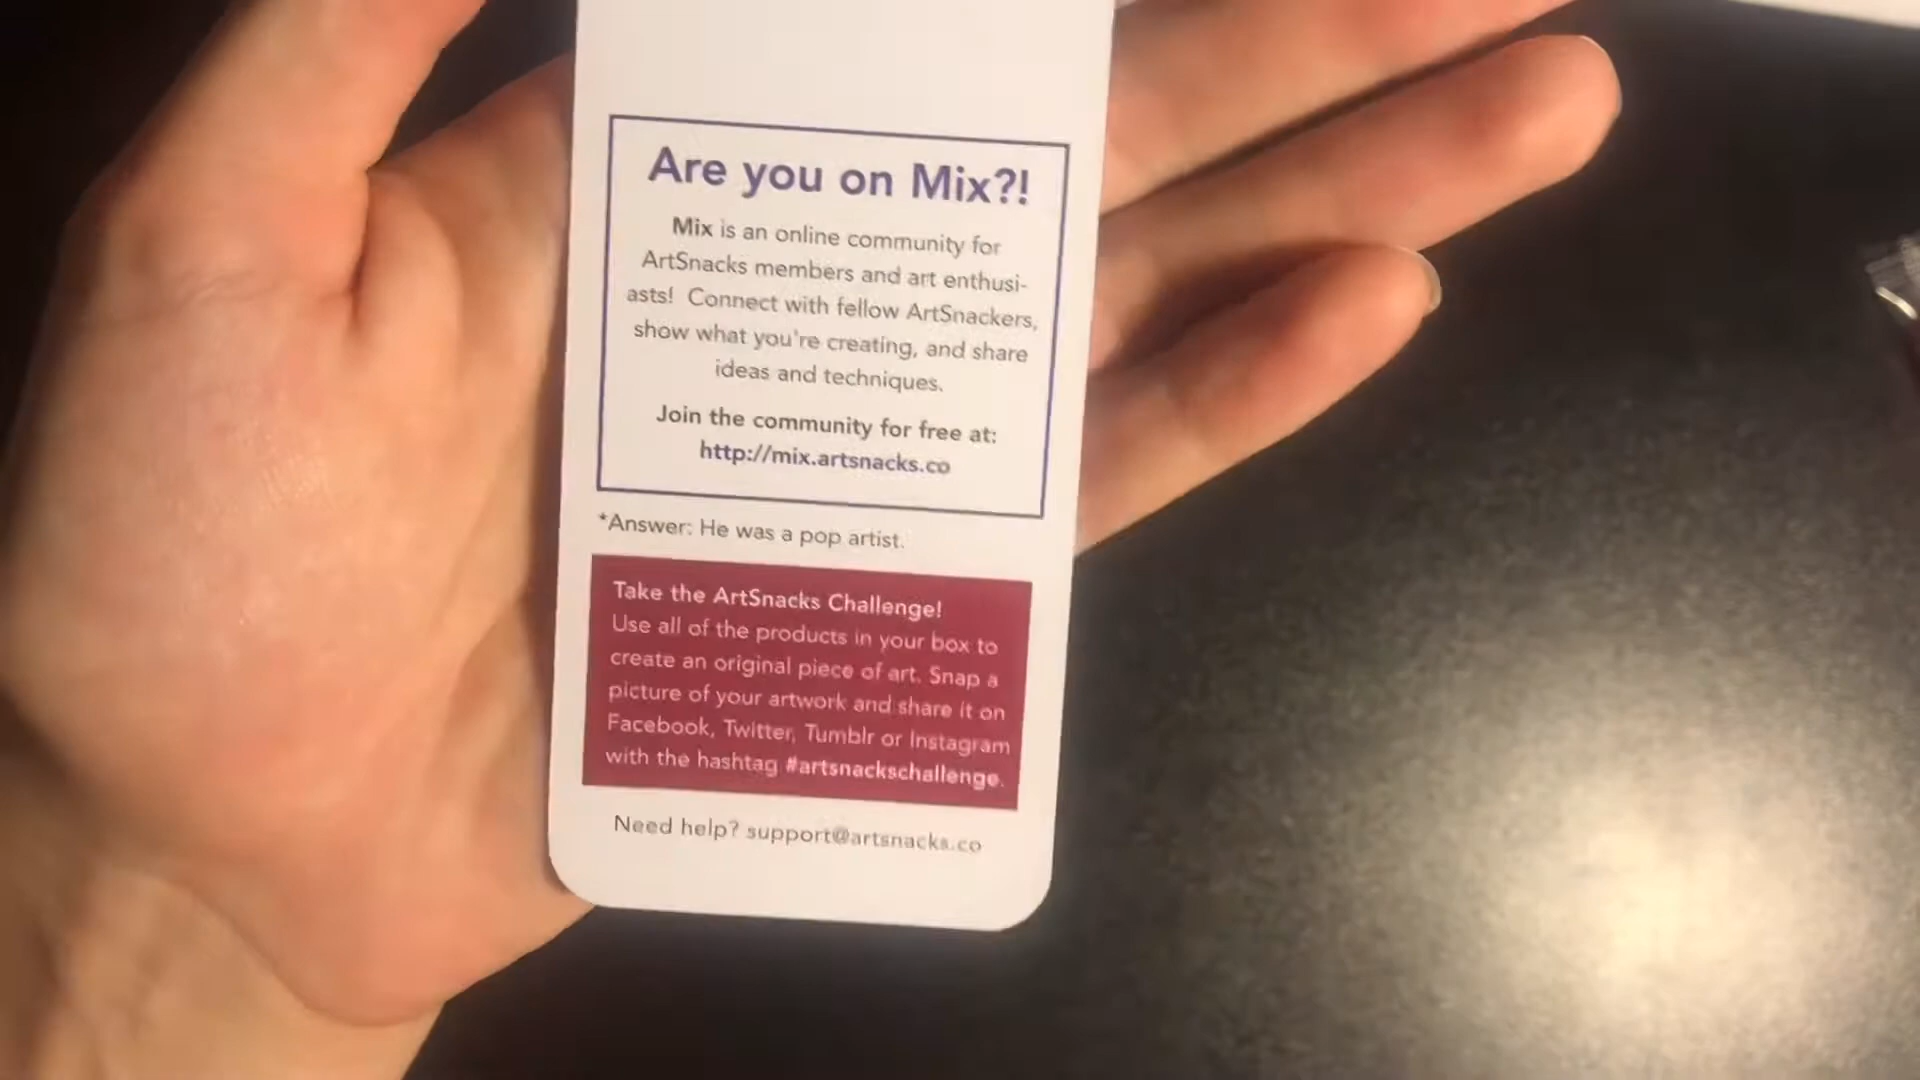 Are you on Mix?!
Mix is an online community for
ArtSnacks members and art enthusi-
asts! Connect with fellow ArtSnackers,
show what you're creating, and share
ideas and techniques.
Join the community for free at:
http://mix.artsnacks.co
*Answer: He was a pop artist.
Take the ArtSnacks Challenge!
Use all of the products in your box to
create an original piece of art. Snap a
picture of your artwork and share it on
Facebook, Twitter, Tumblr or Instagram
with the hashtag #artsnackschallenge.
Need help? support@artsnacks.co